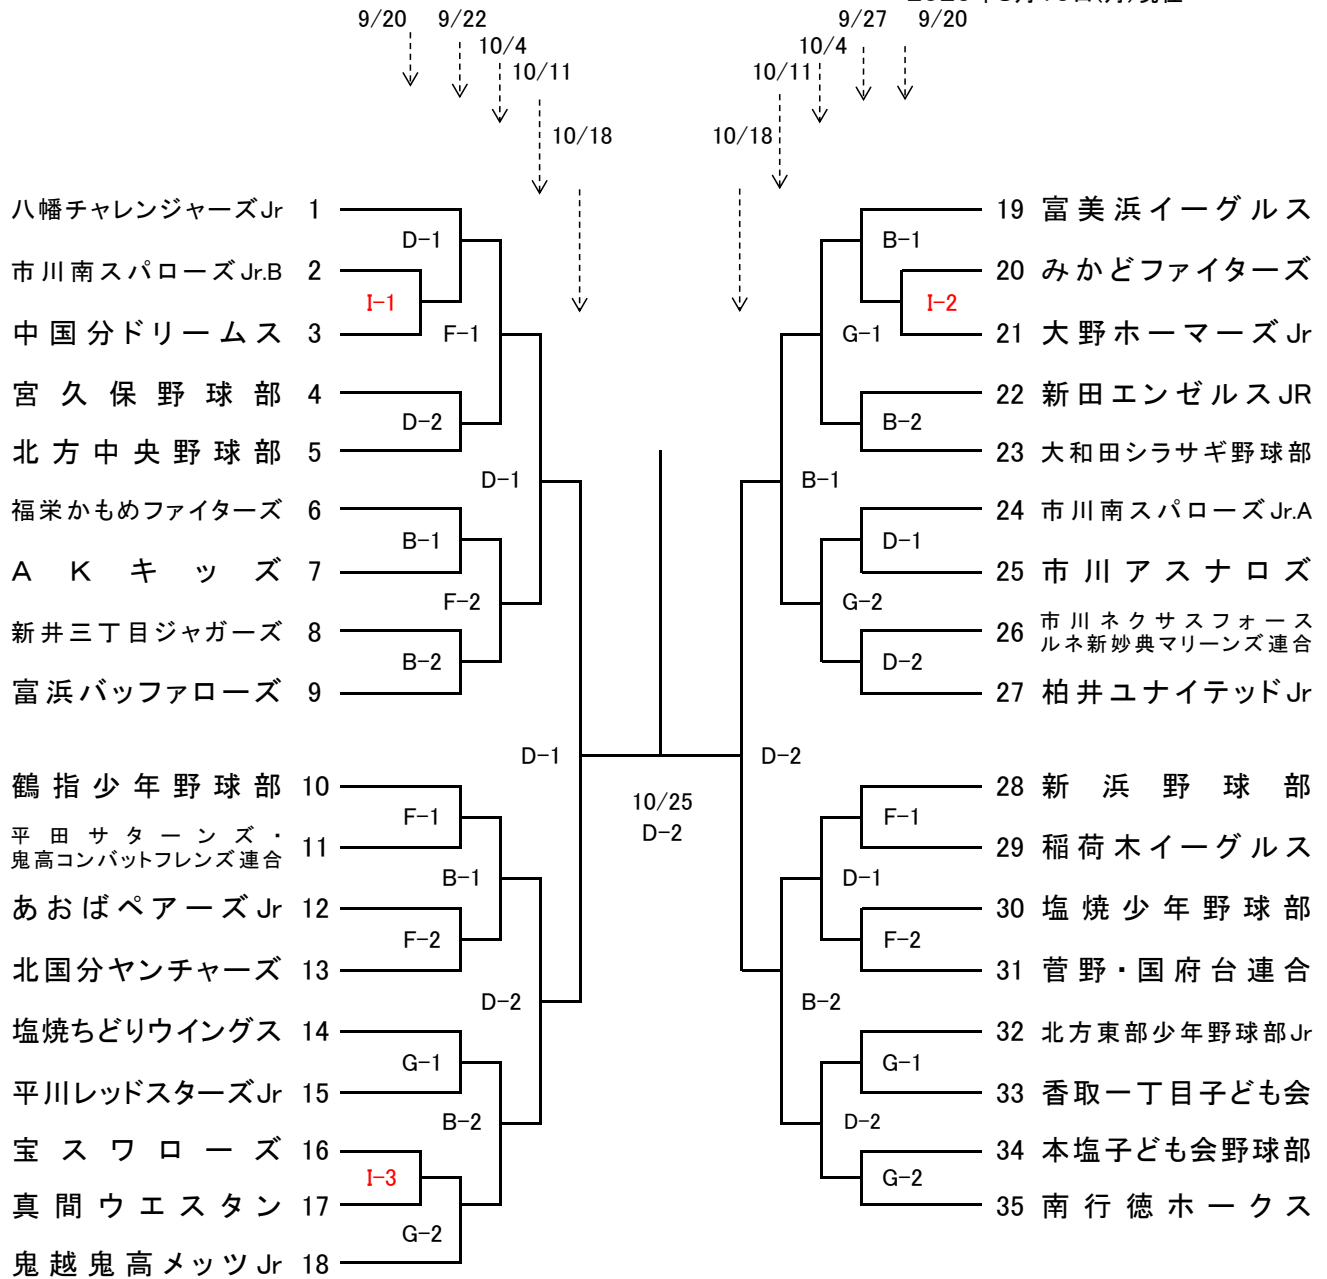 9/20 9/22 9/27 9/20
10/4 10/4
10/11 10/11
10/18 10/18
八幡チャレンジャーズJr 1
D-1
市川南スパローズJr.B 2
I-1
中国分ドリームス 3
F-1
宮久保野球部 4
D-2
北方中央野球部 5
D-1
福栄かもめファイターズ 6
B-1
AKキッズ 7
F-2
新井三丁目ジャガーズ 8
B-2
富浜バッファローズ 9
D-1
鶴指少年野球部 10
F-1
平田サターンズ・
鬼高コンバットフレンズ連合 11
B-1
あおばペアーズJr 12
F-2
北国分ヤンチャーズ 13
D-2
塩焼ちどりウイングス 14
G-1
平川レッドスターズJr 15
B-2
宝スワローズ 16
I-3
真間ウエスタン 17
G-2
鬼越鬼高メッツJr 18
10/25
D-2
19 富美浜イーグルス
B-1
20 みかどファイターズ
I-2
21 大野ホーマーズJr
G-1
22 新田エンゼルスJR
B-2
23 大和田シラサギ野球部
B-1
24 市川南スパローズJr.A
D-1
25 市川アスナロズ
G-2
26 市川ネクサスフォース
ルネ新妙典マリーンズ連合
D-2
27 柏井ユナイテッドJr
D-2
28 新浜野球部
F-1
29 稲荷木イーグルス
D-1
30 塩焼少年野球部
F-2
31 菅野・国府台連合
B-2
32 北方東部少年野球部Jr
G-1
33 香取一丁目子ども会
D-2
34 本塩子ども会野球部
G-2
35 南行徳ホークス